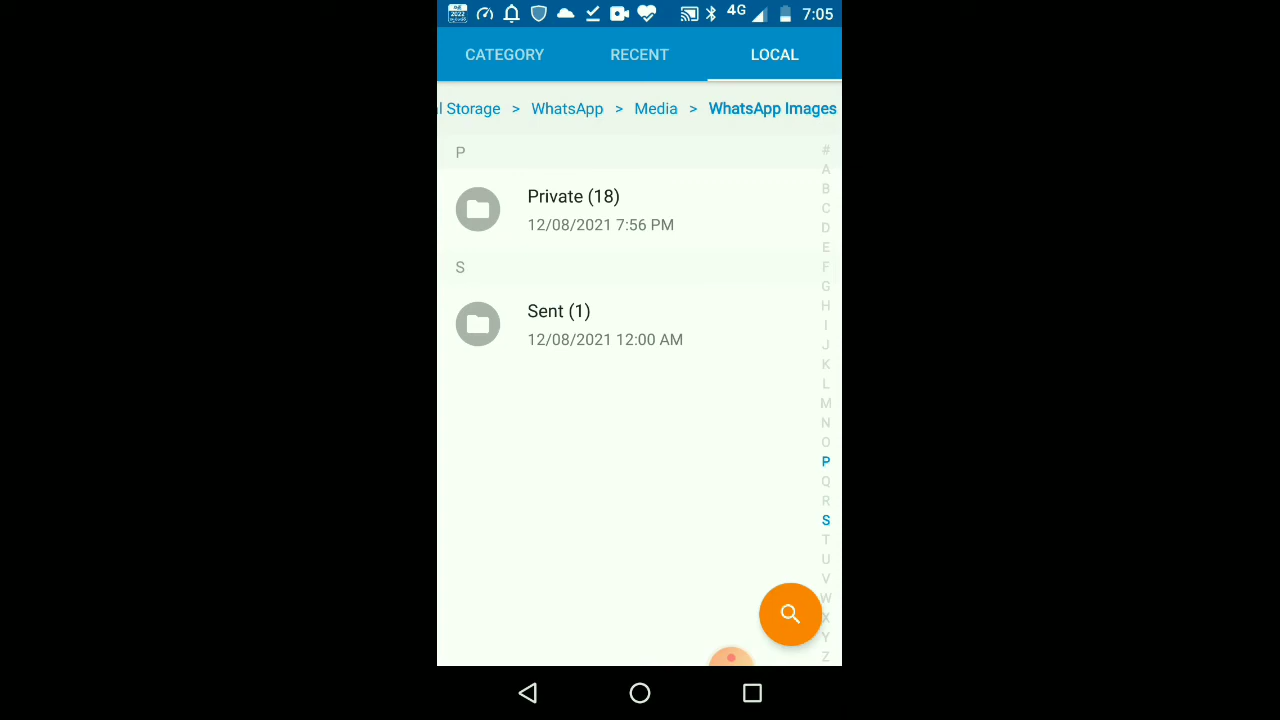 2022
4G 7:05
CATEGORY RECENT LOCAL
l Storage > WhatsApp > Media > WhatsApp Images
P
Private (18)
12/08/2021 7:56 PM
S
Sent (1)
12/08/2021 12:00 AM
#
A
B
C
D
E
F
G
H
I
J
K
L
M
N
O
P
Q
R
S
T
U
V
W
X
Y
Z